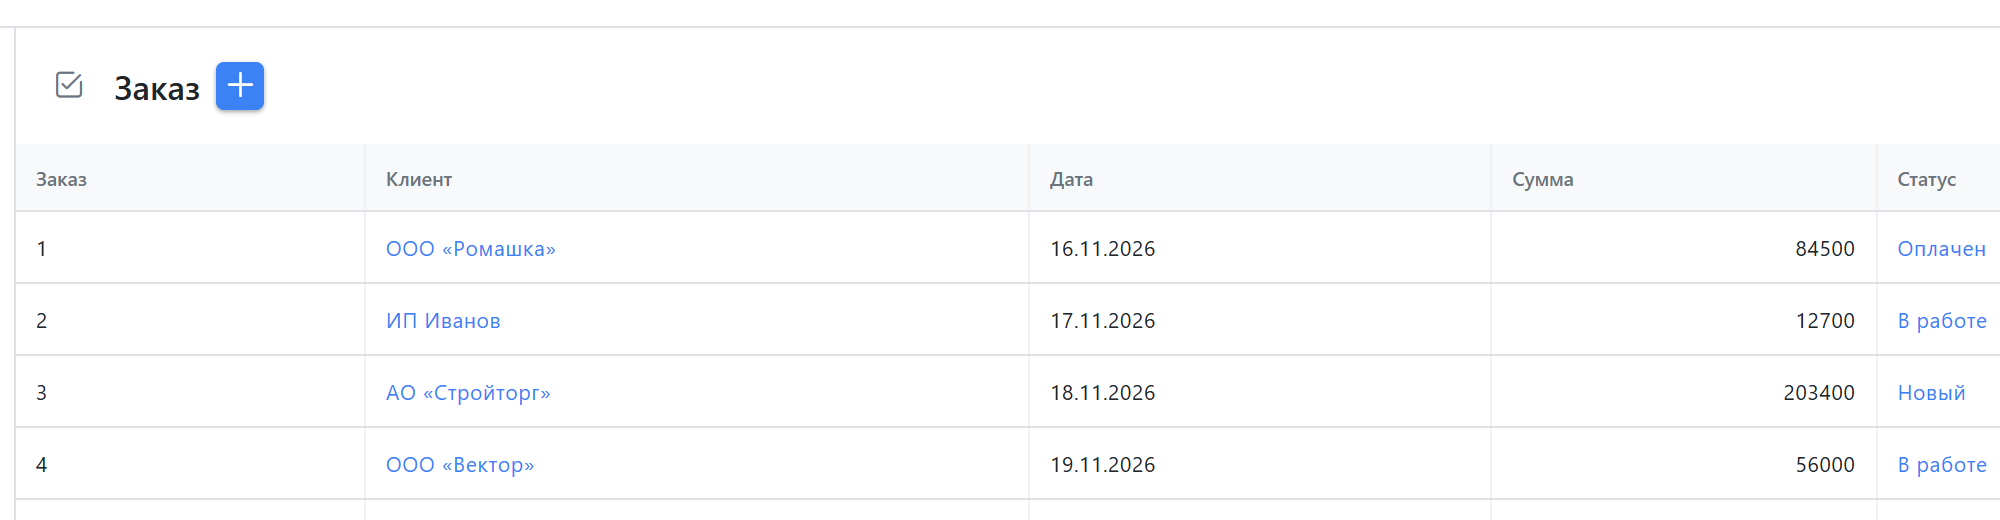 Заказ
Заказ Клиент Дата Сумма Статус
1 ООО «Ромашка» 16.11.2026 84500 Оплачен
2 ИП Иванов 17.11.2026 12700 В работе
3 АО «Стройторг» 18.11.2026 203400 Новый
4 ООО «Вектор» 19.11.2026 56000 В работе